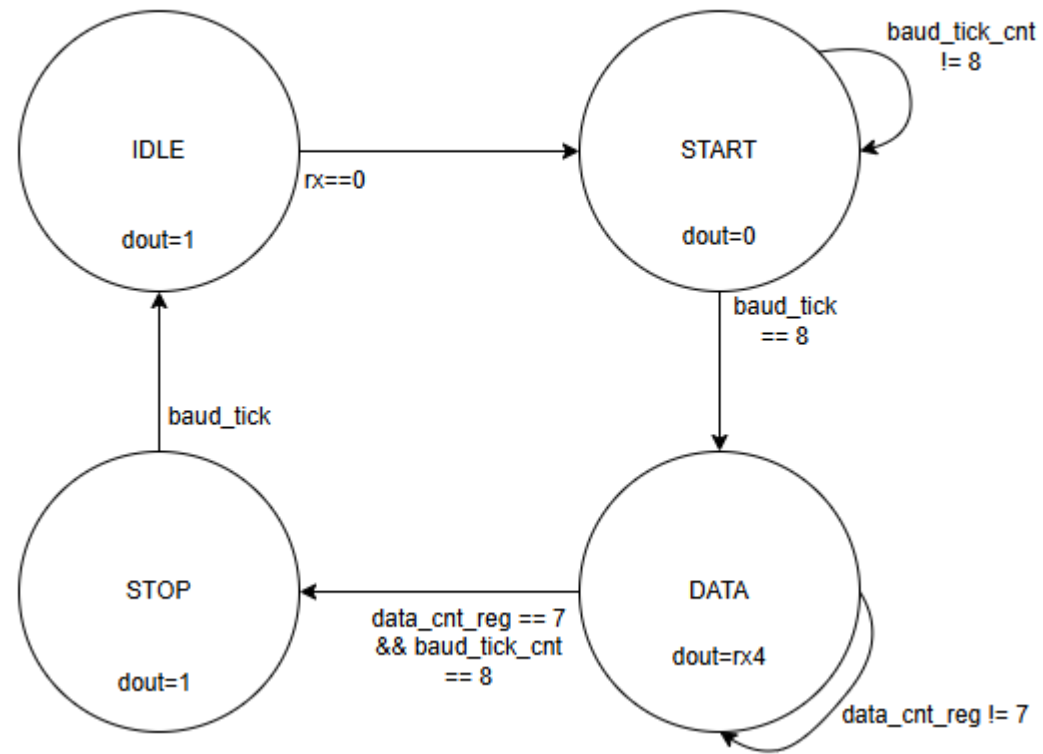 baud_tick_cnt
!= 8
IDLE
START
rx==0
dout=1
dout=0
baud_tick
== 8
baud_tick
STOP
DATA
data_cnt_reg == 7
&& baud_tick_cnt
== 8
dout=rx4
dout=1
data_cnt_reg != 7